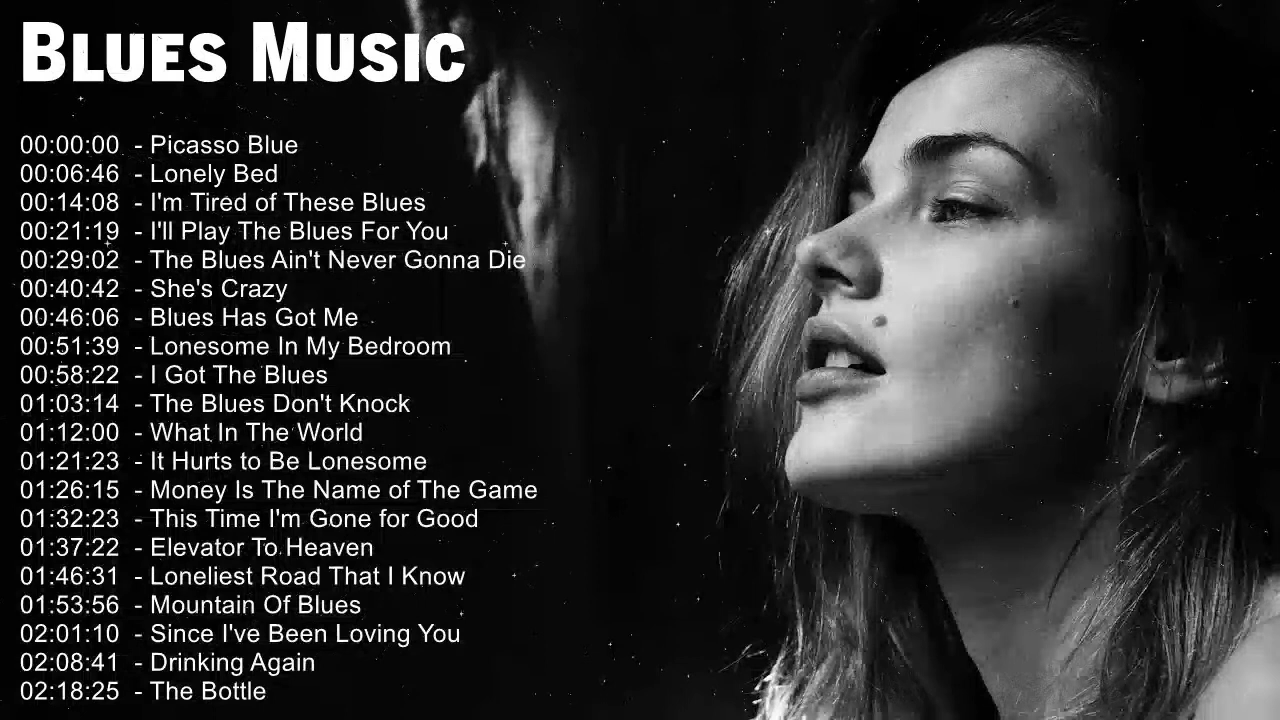 BLUES MUSIC
00:00:00 - Picasso Blue
00:06:46 - Lonely Bed
00:14:08 - I'm Tired of These Blues
00:21:19 - I'll Play The Blues For You
00:29:02 - The Blues Ain't Never Gonna Die
00:40:42 - She's Crazy
00:46:06 - Blues Has Got Me
00:51:39 - Lonesome In My Bedroom
00:58:22 - I Got The Blues
01:03:14 - The Blues Don't Knock
01:12:00 - What In The World
01:21:23 - It Hurts to Be Lonesome
01:26:15 - Money Is The Name of The Game
01:32:23 - This Time I'm Gone for Good
01:37:22 - Elevator To Heaven
01:46:31 - Loneliest Road That I Know
01:53:56 - Mountain Of Blues
02:01:10 - Since I've Been Loving You
02:08:41 - Drinking Again
02:18:25 - The Bottle